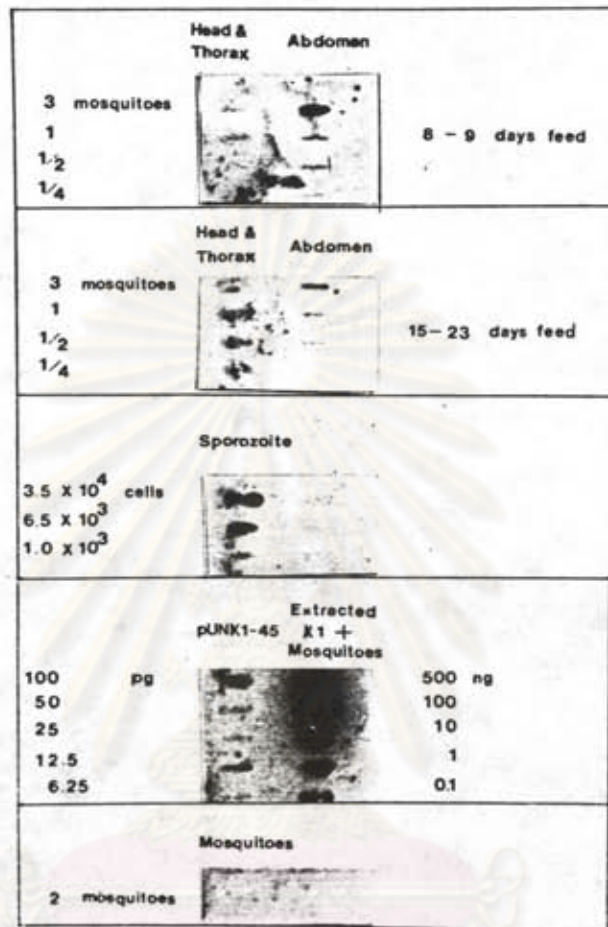 Head & Abdomen
Thorax
3 mosquitoes
1
1/2
1/4
8 - 9 days feed
Head &
Thorax Abdomen
3 mosquitoes
1
1/2
1/4
15 - 23 days feed
Sporozoite
3.5 X 10^4 cells
6.5 X 10^3
1.0 X 10^3
Extracted
pUNK1-45 K1 +
Mosquitoes
100 pg 500 ng
50 100
25 10
12.5 1
6.25 0.1
Mosquitoes
2 mosquitoes